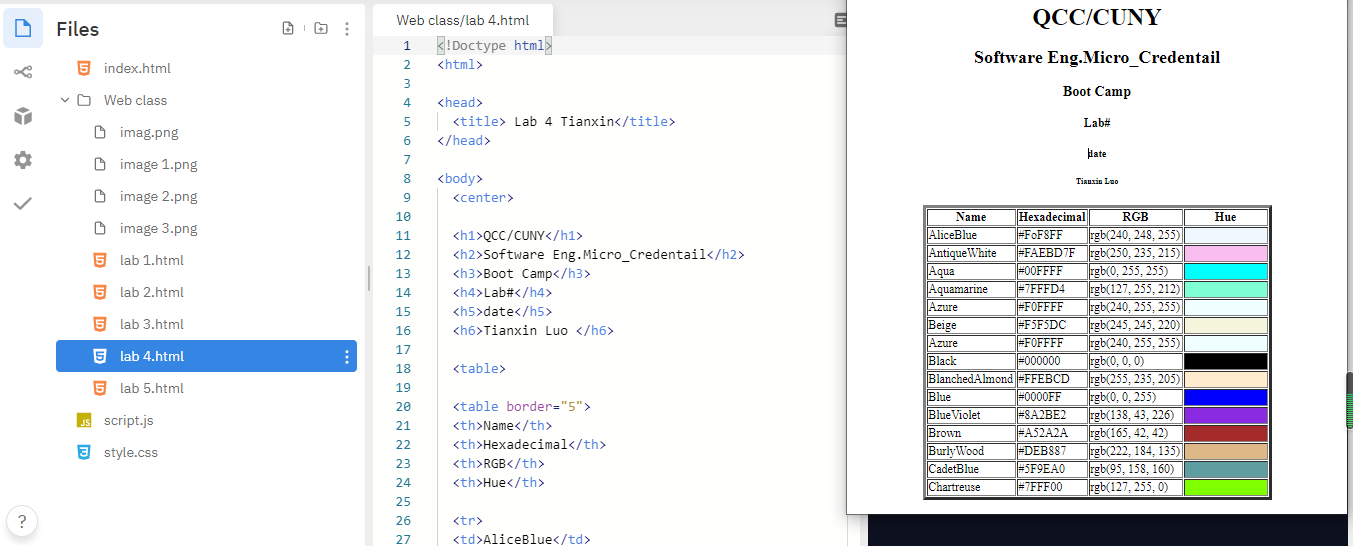 Files
index.html
Web class
imag.png
image 1.png
image 2.png
image 3.png
lab 1.html
lab 2.html
lab 3.html
lab 4.html
lab 5.html
JS script.js
style.css
?
Web class/lab 4.html
1 <!Doctype html>
2 <html>
3
4 <head>
5 <title> Lab 4 Tianxin</title>
6 </head>
7
8 <body>
9 <center>
10
11 <h1>QCC/CUNY</h1>
12 <h2>Software Eng.Micro_Credentail</h2>
13 <h3>Boot Camp</h3>
14 <h4>Lab#</h4>
15 <h5>date</h5>
16 <h6>Tianxin Luo </h6>
17
18 <table>
19
20 <table border="5">
21 <th>Name</th>
22 <th>Hexadecimal</th>
23 <th>RGB</th>
24 <th>Hue</th>
25
26 <tr>
27 <td>AliceBlue</td>
QCC/CUNY
Software Eng.Micro_Credentail
Boot Camp
Lab#
date
Tianxin Luo
Name Hexadecimal RGB Hue
AliceBlue #FoF8FF rgb(240, 248, 255)
AntiqueWhite #FAEBD7F rgb(250, 235, 215)
Aqua #00FFFF rgb(0, 255, 255)
Aquamarine #7FFFD4 rgb(127, 255, 212)
Azure #F0FFFF rgb(240, 255, 255)
Beige #F5F5DC rgb(245, 245, 220)
Azure #F0FFFF rgb(240, 255, 255)
Black #000000 rgb(0, 0, 0)
BlanchedAlmond #FFEBCD rgb(255, 235, 205)
Blue #0000FF rgb(0, 0, 255)
BlueViolet #8A2BE2 rgb(138, 43, 226)
Brown #A52A2A rgb(165, 42, 42)
BurlyWood #DEB887 rgb(222, 184, 135)
CadetBlue #5F9EA0 rgb(95, 158, 160)
Chartreuse #7FFF00 rgb(127, 255, 0)